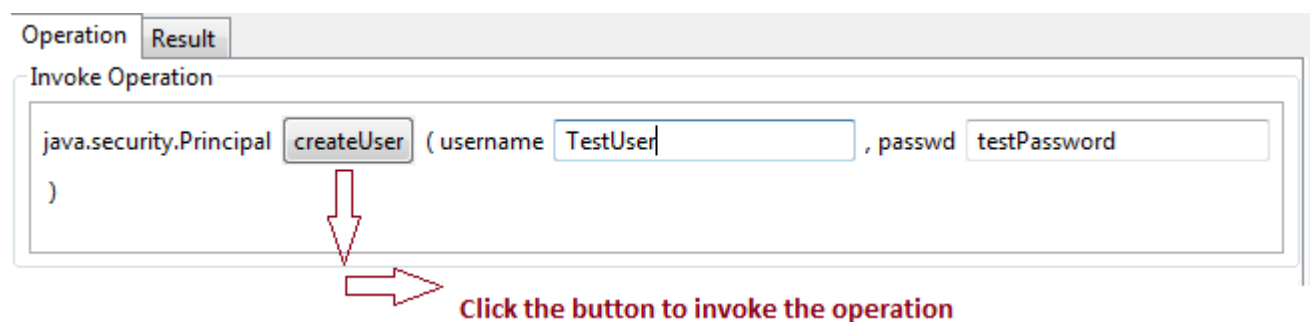 Operation Result
Invoke Operation
java.security.Principal createUser ( username TestUser , passwd testPassword
)
Click the button to invoke the operation